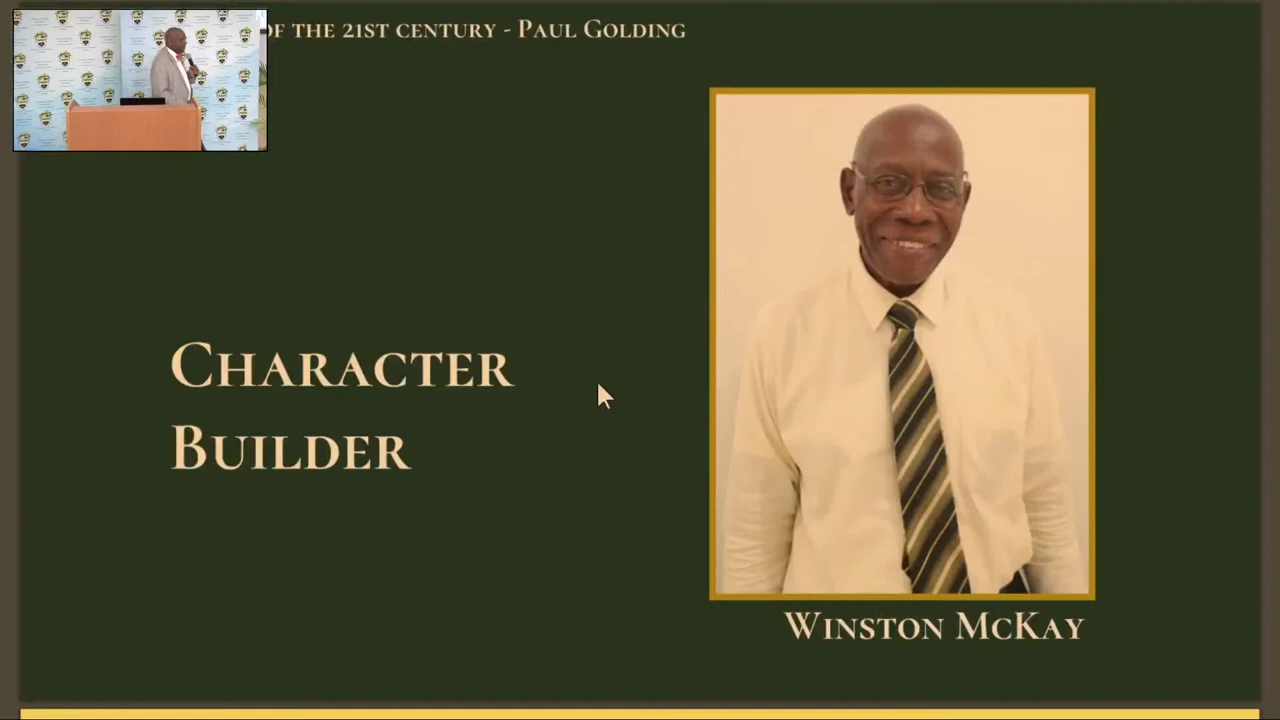 OF THE 21ST CENTURY - PAUL GOLDING
CHARACTER
BUILDER
WINSTON MCKAY